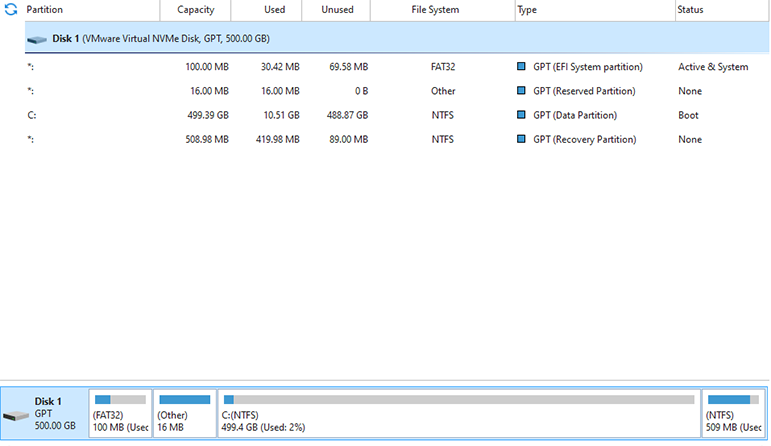 Partition Capacity Used Unused File System Type Status
Disk 1 (VMware Virtual NVMe Disk, GPT, 500.00 GB)
*: 100.00 MB 30.42 MB 69.58 MB FAT32 GPT (EFI System partition) Active & System
*: 16.00 MB 16.00 MB 0 B Other GPT (Reserved Partition) None
C: 499.39 GB 10.51 GB 488.87 GB NTFS GPT (Data Partition) Boot
*: 508.98 MB 419.98 MB 89.00 MB NTFS GPT (Recovery Partition) None
Disk 1
GPT
500.00 GB
(FAT32)
100 MB (Used
(Other)
16 MB
C:(NTFS)
499.4 GB (Used: 2%)
(NTFS)
509 MB (Used